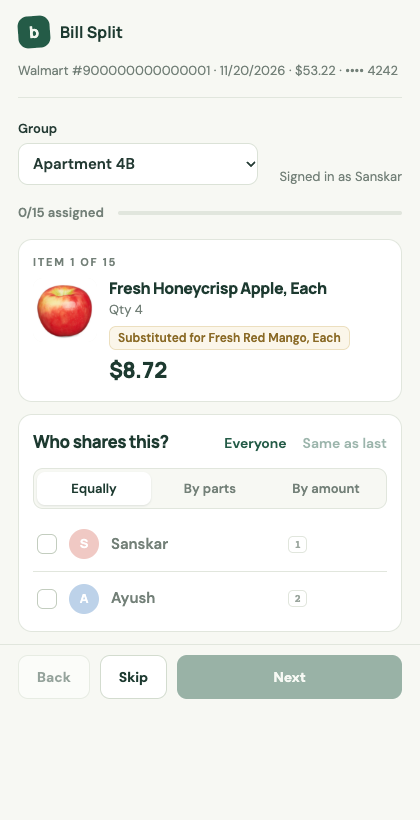 b Bill Split
Walmart #900000000000001 · 11/20/2026 · $53.22 · •••• 4242
Group
Apartment 4B
Signed in as Sanskar
0/15 assigned
ITEM 1 OF 15
Fresh Honeycrisp Apple, Each
Qty 4
Substituted for Fresh Red Mango, Each
$8.72
Who shares this? Everyone Same as last
Equally By parts By amount
S Sanskar 1
A Ayush 2
Back Skip Next